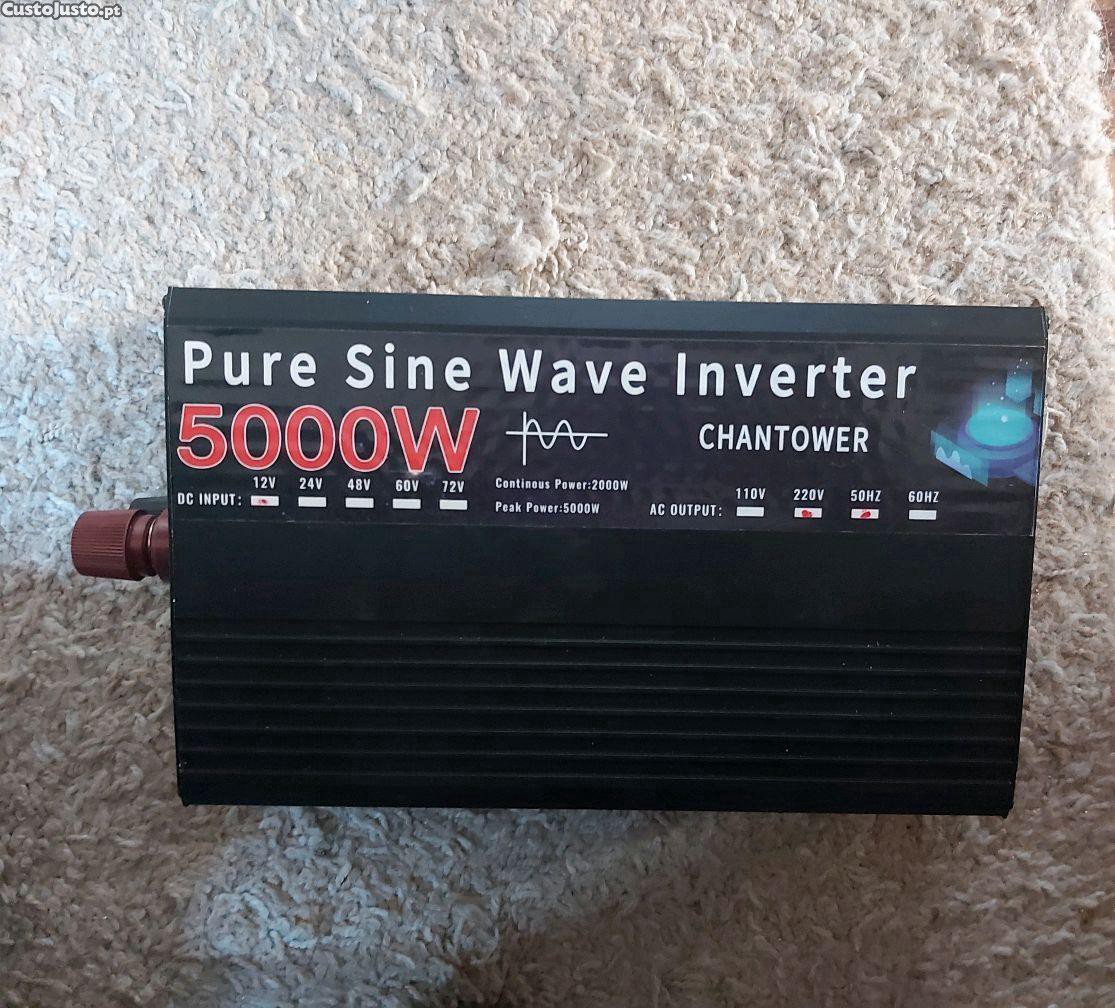 CustoJusto.pt
Pure Sine Wave Inverter
5000W
CHANTOWER
12V 24V 48V 60V 72V
DC INPUT:
Continous Power:2000W
Peak Power:5000W
110V 220V 50HZ 60HZ
AC OUTPUT: